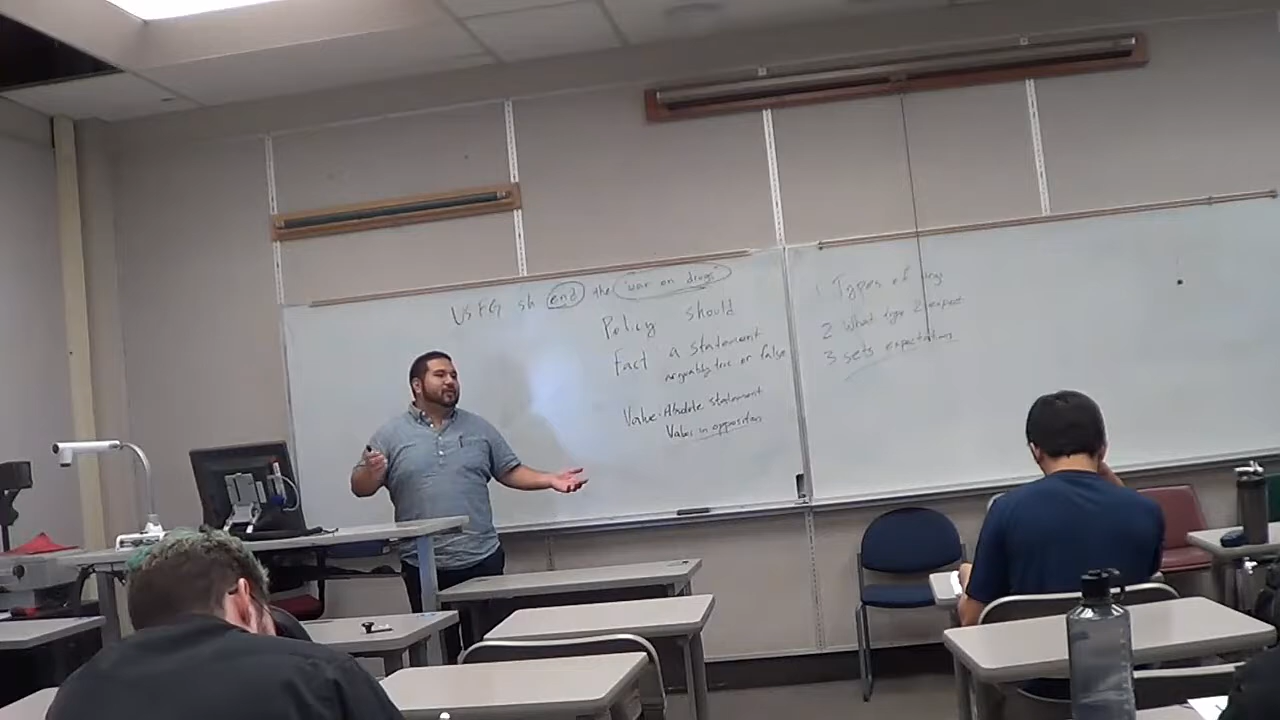 USFG sh end the "war on drugs"
Policy should
Fact a statement
arguably true or false
Value-Absolute statement
Values in opposition
1 Types of
2 What type 2 expect
3 sets expectation